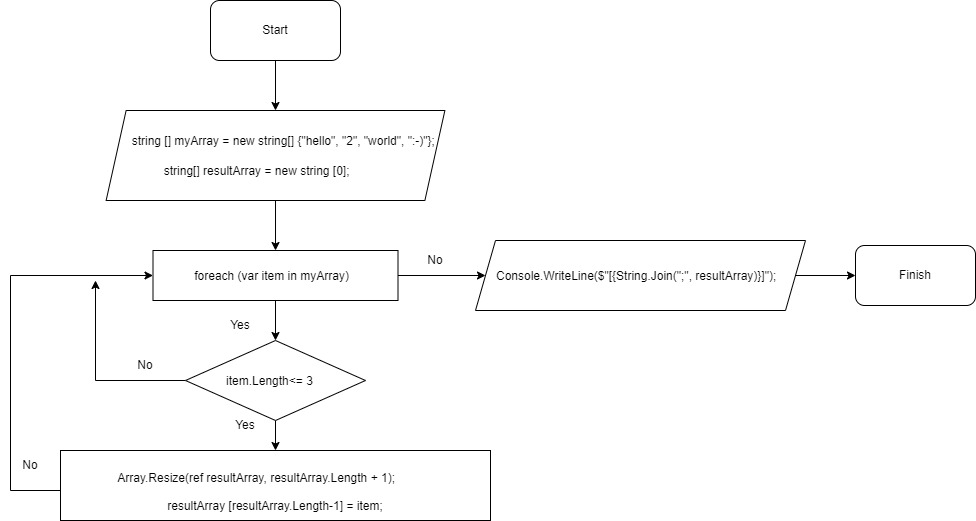 Start
string [] myArray = new string[] {"hello", "2", "world", ":-)"};
string[] resultArray = new string [0];
foreach (var item in myArray)
No
Console.WriteLine($"[{String.Join(";", resultArray)}]");
Finish
Yes
No
item.Length<= 3
Yes
No
Array.Resize(ref resultArray, resultArray.Length + 1);
resultArray [resultArray.Length-1] = item;